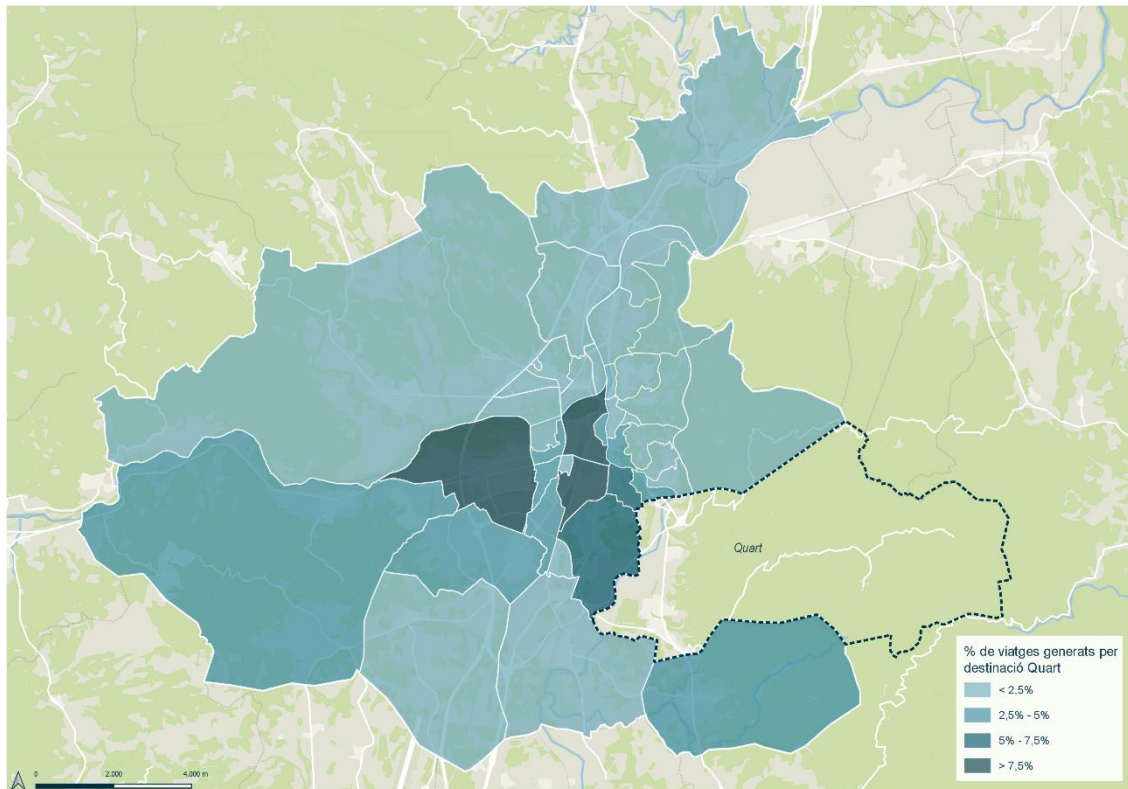 Quart
% de viatges generats per
destinació Quart
< 2,5%
2,5% - 5%
5% - 7,5%
> 7,5%
0 2.000 4.000 m